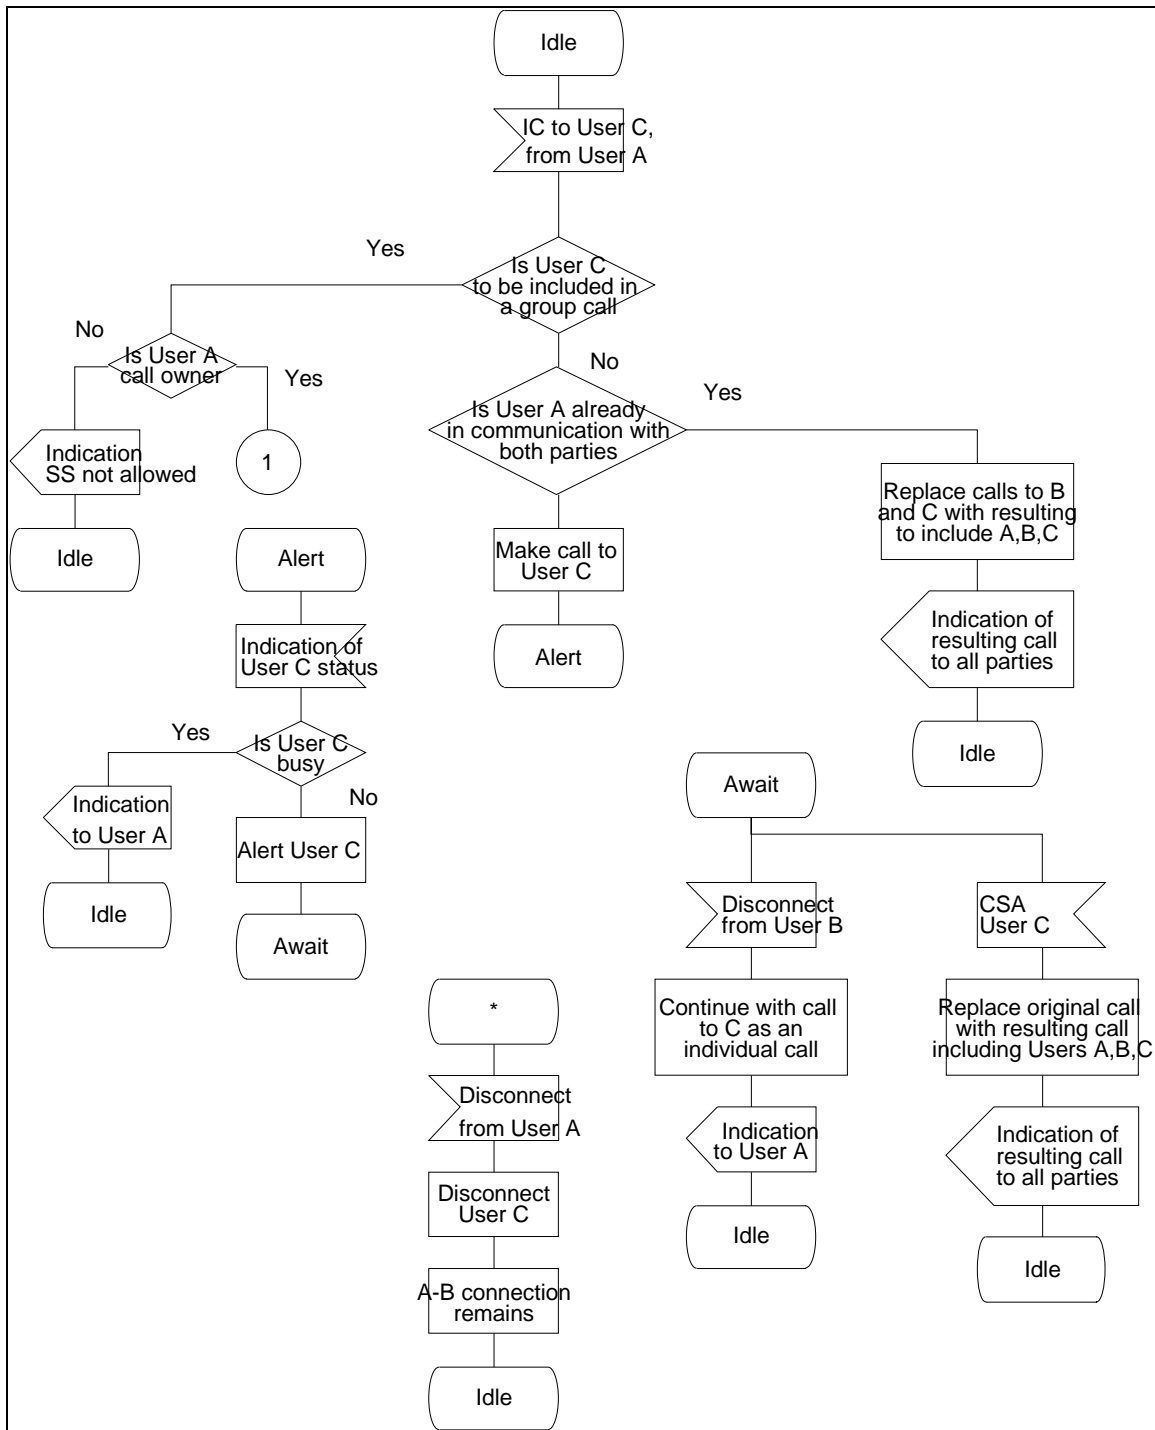 Idle
IC to User C,
from User A
Yes
Is User C
to be included in
a group call
No
Is User A
call owner
Yes
No
Is User A already
in communication with
both parties
Yes
Indication
SS not allowed
1
Replace calls to B
and C with resulting
to include A,B,C
Idle
Alert
Make call to
User C
Indication of
User C status
Alert
Indication of
resulting call
to all parties
Yes
Is User C
busy
No
Idle
Indication
to User A
Alert User C
Idle
Await
Await
Disconnect
from User B
CSA
User C
*
Continue with call
to C as an
individual call
Replace original call
with resulting call
including Users A,B,C
Disconnect
from User A
Indication
to User A
Indication of
resulting call
to all parties
Disconnect
User C
Idle
Idle
A-B connection
remains
Idle